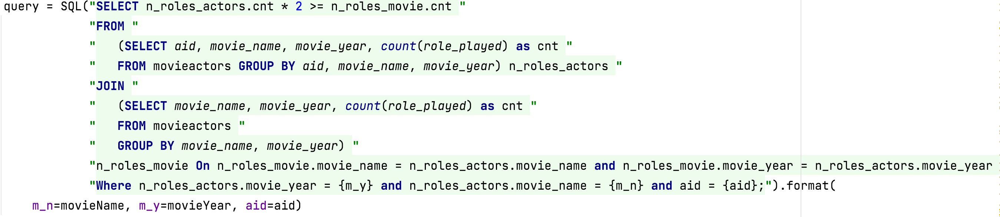 query = SQL("SELECT n_roles_actors.cnt * 2 >= n_roles_movie.cnt "
"FROM "
"   (SELECT aid, movie_name, movie_year, count(role_played) as cnt "
"   FROM movieactors GROUP BY aid, movie_name, movie_year) n_roles_actors "
"JOIN "
"   (SELECT movie_name, movie_year, count(role_played) as cnt "
"   FROM movieactors "
"   GROUP BY movie_name, movie_year) "
"n_roles_movie On n_roles_movie.movie_name = n_roles_actors.movie_name and n_roles_movie.movie_year = n_roles_actors.movie_year
"Where n_roles_actors.movie_year = {m_y} and n_roles_actors.movie_name = {m_n} and aid = {aid};").format(
m_n=movieName, m_y=movieYear, aid=aid)